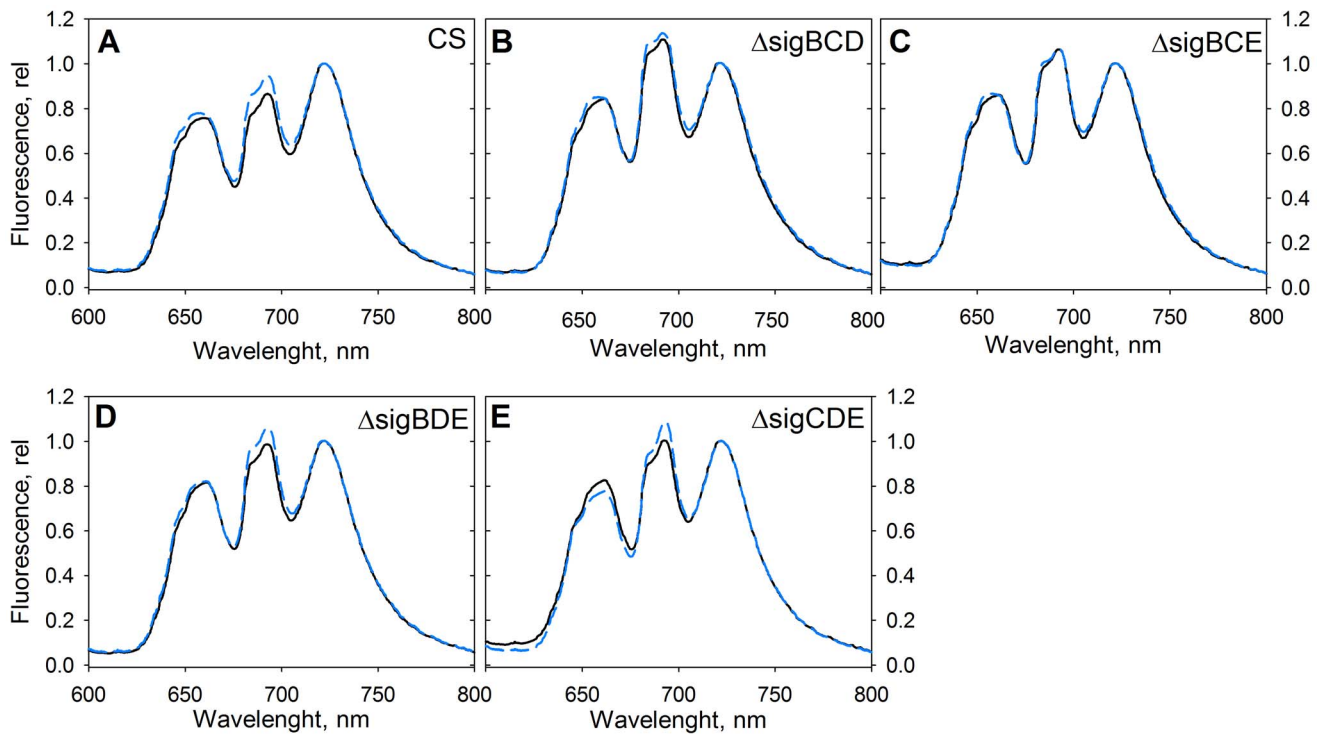 1.2 1.2
A CS B ΔsigBCD C ΔsigBCE
1.0 1.0
0.8 0.8
0.6 0.6
0.4 0.4
0.2 0.2
0.0 0.0
Fluorescence, rel
600 650 700 750 800 650 700 750 800 650 700 750 800
Wavelenght, nm Wavelenght, nm Wavelenght, nm
1.2 1.2
D ΔsigBDE E ΔsigCDE
1.0 1.0
0.8 0.8
0.6 0.6
0.4 0.4
0.2 0.2
0.0 0.0
Fluorescence, rel
600 650 700 750 800 650 700 750 800
Wavelenght, nm Wavelenght, nm